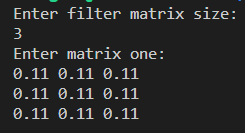 Enter filter matrix size:
3
Enter matrix one:
0.11 0.11 0.11
0.11 0.11 0.11
0.11 0.11 0.11